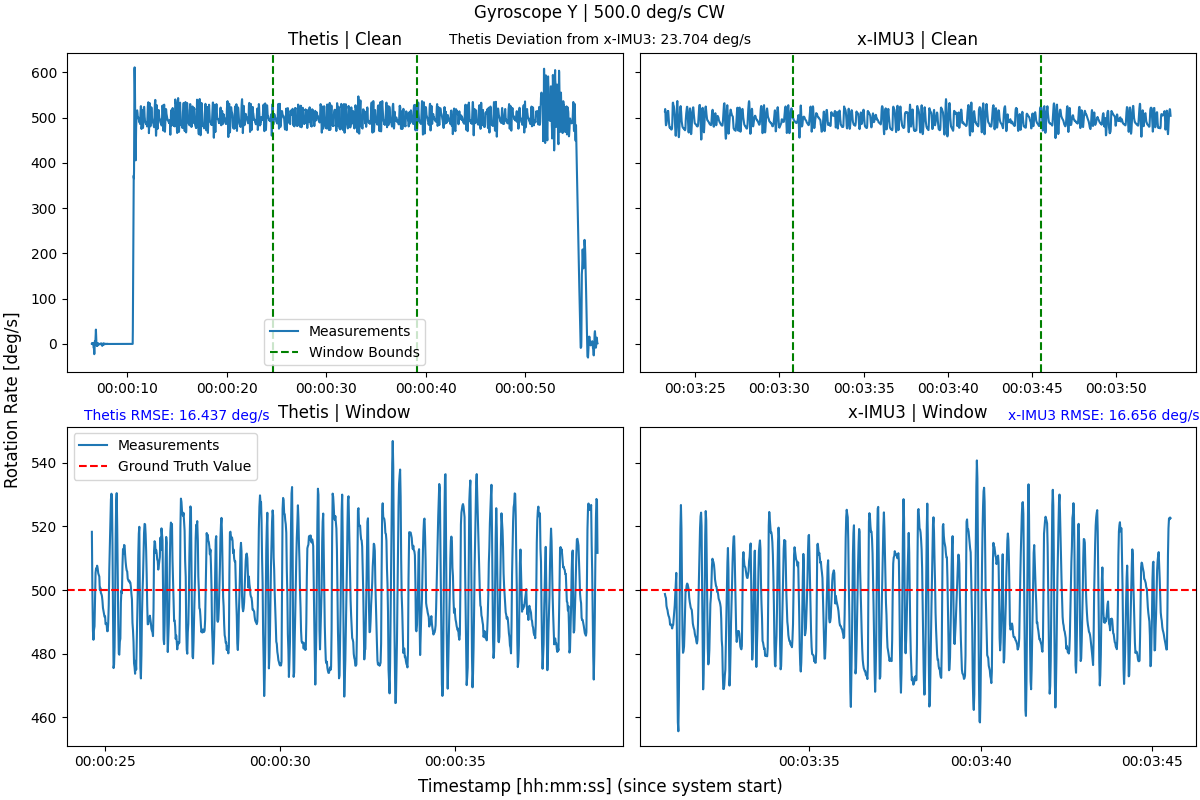 Gyroscope Y | 500.0 deg/s CW
Thetis | Clean
Thetis Deviation from x-IMU3: 23.704 deg/s
x-IMU3 | Clean
600
500
400
300
200
100
0
Measurements
Window Bounds
00:00:10
00:00:20
00:00:30
00:00:40
00:00:50
00:03:25
00:03:30
00:03:35
00:03:40
00:03:45
00:03:50
Rotation Rate [deg/s]
Thetis RMSE: 16.437 deg/s
Thetis | Window
x-IMU3 | Window
x-IMU3 RMSE: 16.656 deg/s
Measurements
Ground Truth Value
540
520
500
480
460
00:00:25
00:00:30
00:00:35
00:03:35
00:03:40
00:03:45
Timestamp [hh:mm:ss] (since system start)